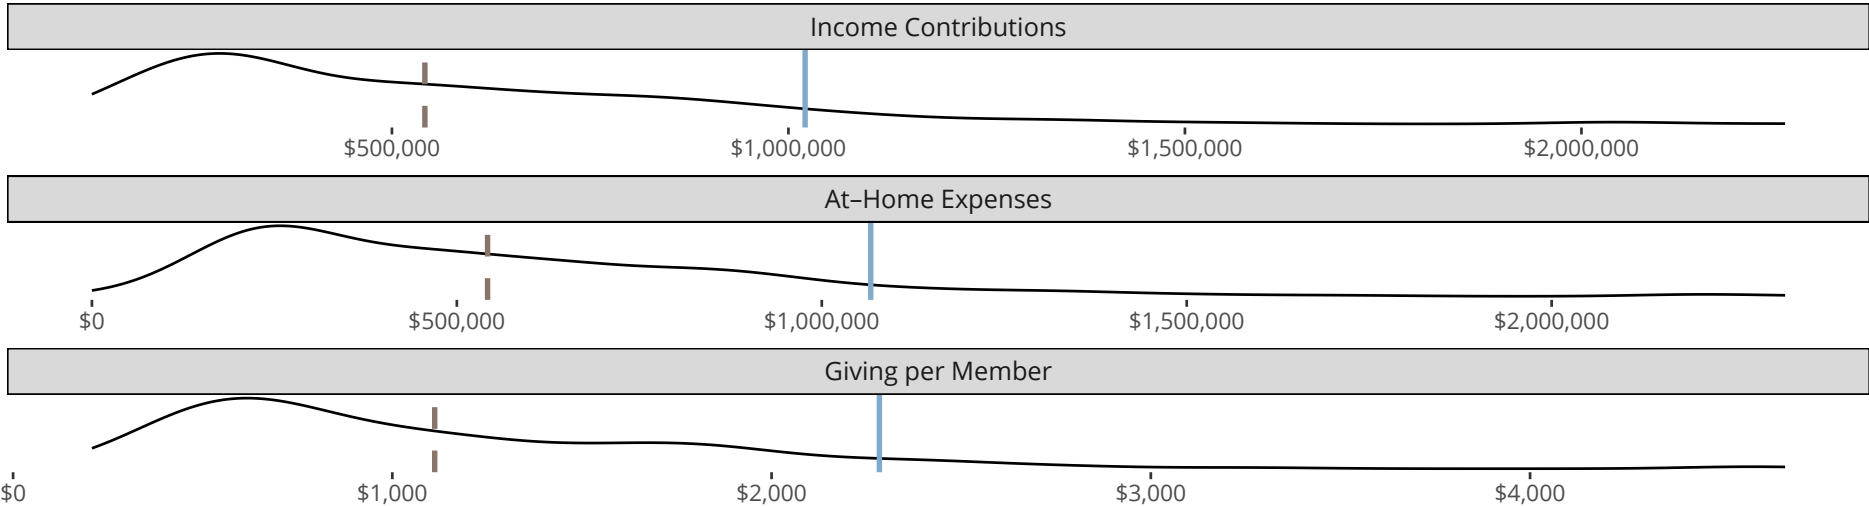 Income Contributions
$500,000 $1,000,000 $1,500,000 $2,000,000
At–Home Expenses
$0 $500,000 $1,000,000 $1,500,000 $2,000,000
Giving per Member
$0 $1,000 $2,000 $3,000 $4,000